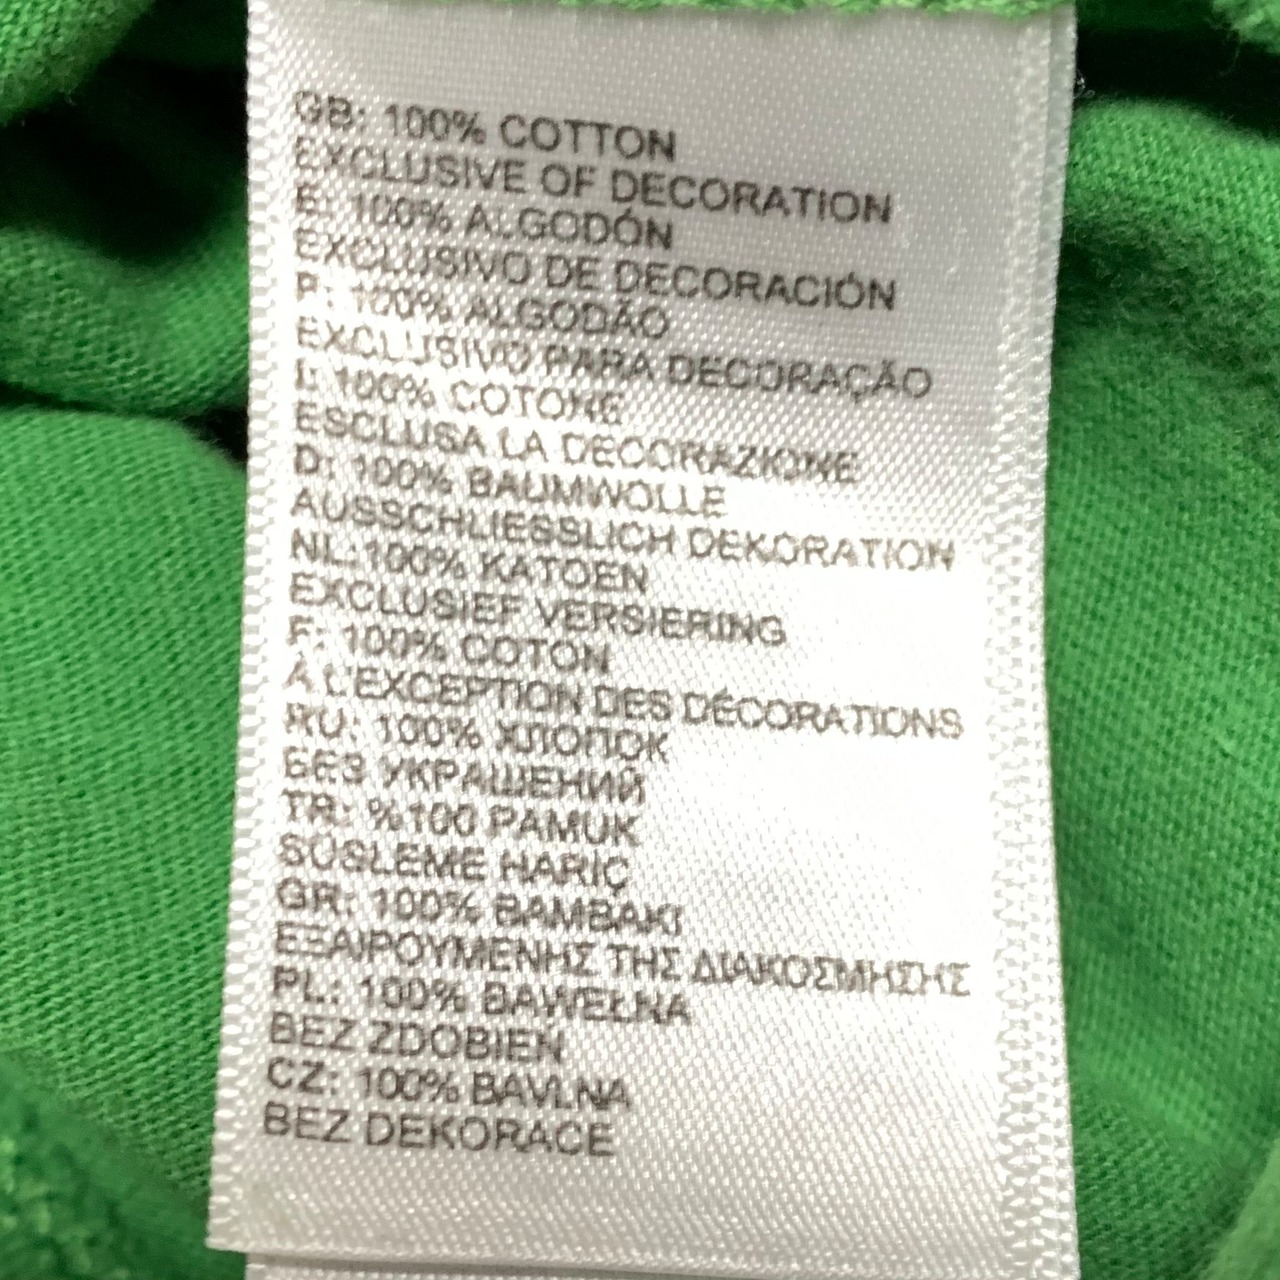 GB: 100% COTTON
EXCLUSIVE OF DECORATION
E: 100% ALGODÓN
EXCLUSIVO DE DECORACIÓN
P: 100% ALGODÃO
EXCLUSIVO PARA DECORAÇÃO
I: 100% COTONE
ESCLUSA LA DECORAZIONE
D: 100% BAUMWOLLE
AUSSCHLIESSLICH DEKORATION
NL: 100% KATOEN
EXCLUSIEF VERSIERING
F: 100% COTON
À L'EXCEPTION DES DÉCORATIONS
RU: 100% ХЛОПОК
БЕЗ УКРАШЕНИЙ
TR: %100 PAMUK
SÜSLEME HARIÇ
GR: 100% ΒΑΜΒΑΚΙ
ΕΞΑΙΡΟΥΜΕΝΗΣ ΤΗΣ ΔΙΑΚΟΣΜΗΣΗΣ
PL: 100% BAWEŁNA
BEZ ZDOBIEŃ
CZ: 100% BAVLNA
BEZ DEKORACE